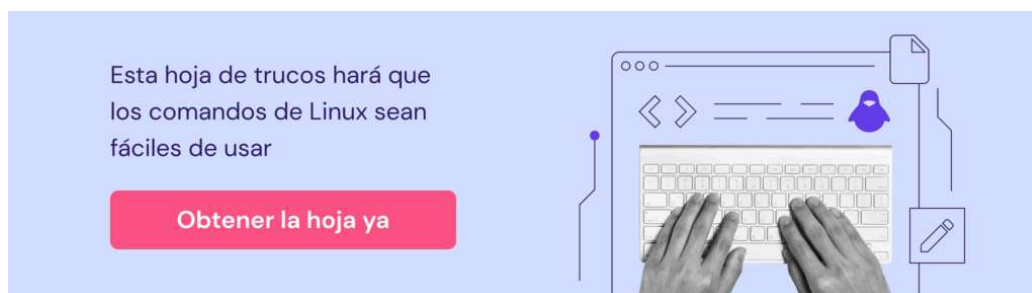 Esta hoja de trucos hará que
los comandos de Linux sean
fáciles de usar
Obtener la hoja ya